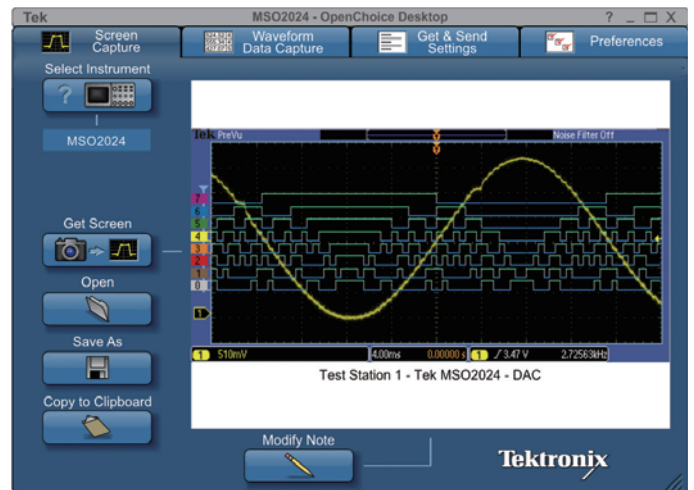 Tek
MSO2024 - OpenChoice Desktop
? _ X
Screen
Capture
Waveform
Data Capture
Get & Send
Settings
Preferences
Select Instrument
?
MSO2024
Get Screen
Open
Save As
Copy to Clipboard
Tek PreVu
Noise Filter Off
7
6
5
4
3
2
1
0
1
1 510mV
4.00ms
0.00000 s
1
3.47 V
2.72563kHz
Test Station 1 - Tek MSO2024 - DAC
Modify Note
Tektronix